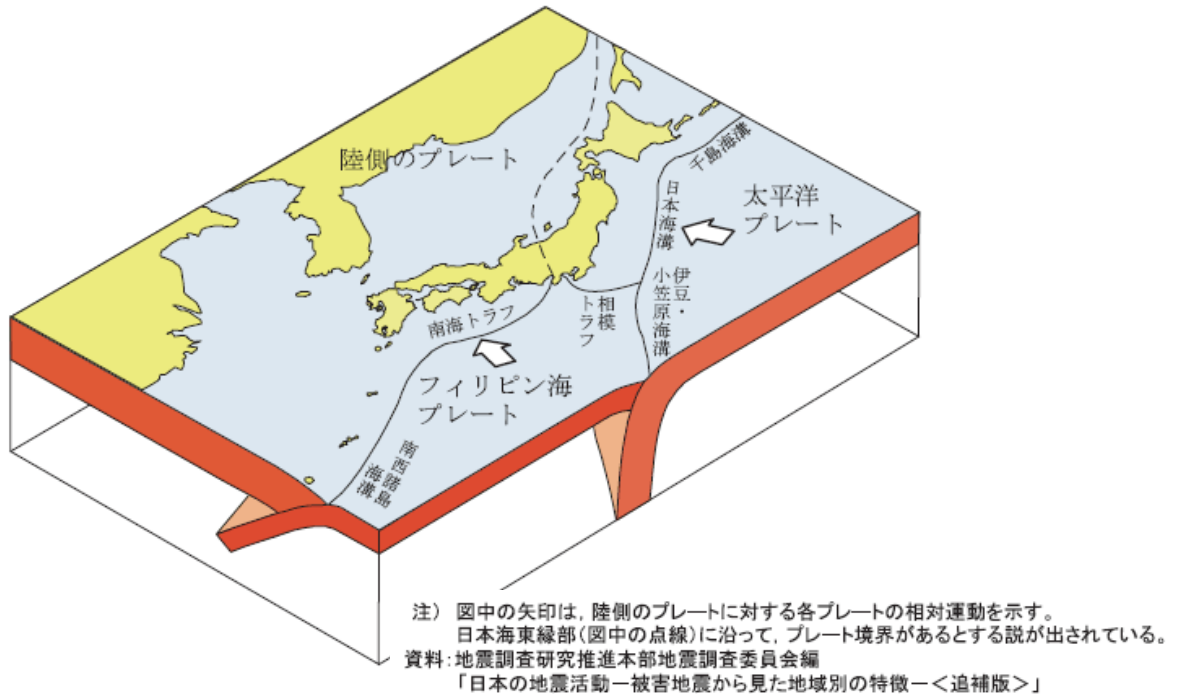 陸側のプレート
千島海溝
日本海溝
太平洋
プレート
伊豆・
小笠原海溝
相模
トラフ
南海トラフ
フィリピン海
プレート
南西諸島
海溝
注) 図中の矢印は，陸側のプレートに対する各プレートの相対運動を示す。
日本海東縁部(図中の点線)に沿って，プレート境界があるとする説が出されている。
資料：地震調査研究推進本部地震調査委員会編
「日本の地震活動－被害地震から見た地域別の特徴－＜追補版＞」